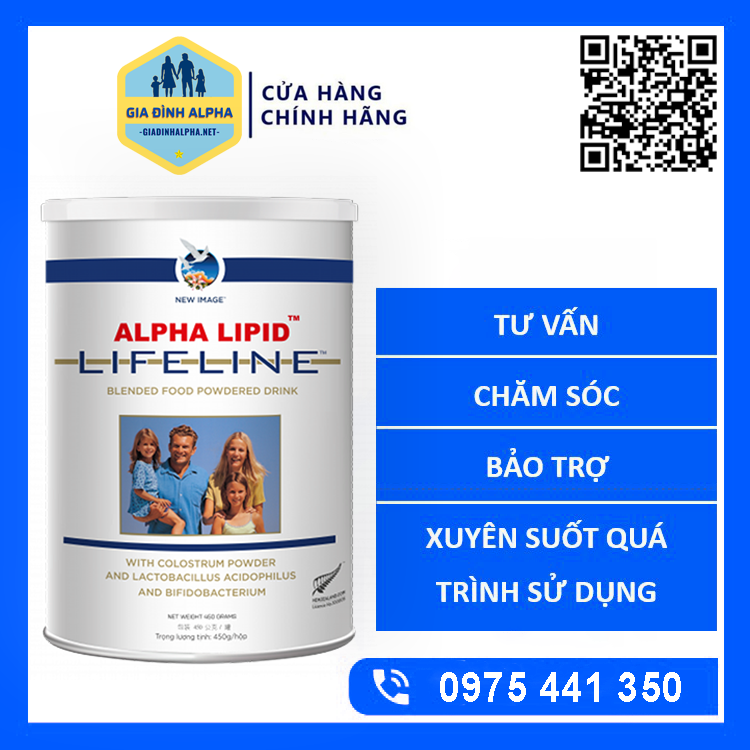 GIA ĐÌNH ALPHA
-GIADINHALPHA.NET-
CỬA HÀNG
CHÍNH HÃNG
NEW IMAGE™
ALPHA LIPID™
LIFELINE™
BLENDED FOOD POWDERED DRINK
WITH COLOSTRUM POWDER
AND LACTOBACILLUS ACIDOPHILUS
AND BIFIDOBACTERIUM
NET WEIGHT 450 GRAMS
450
Trọng lượng tịnh: 450g/hộp
TƯ VẤN
CHĂM SÓC
BẢO TRỢ
XUYÊN SUỐT QUÁ
TRÌNH SỬ DỤNG
0975 441 350